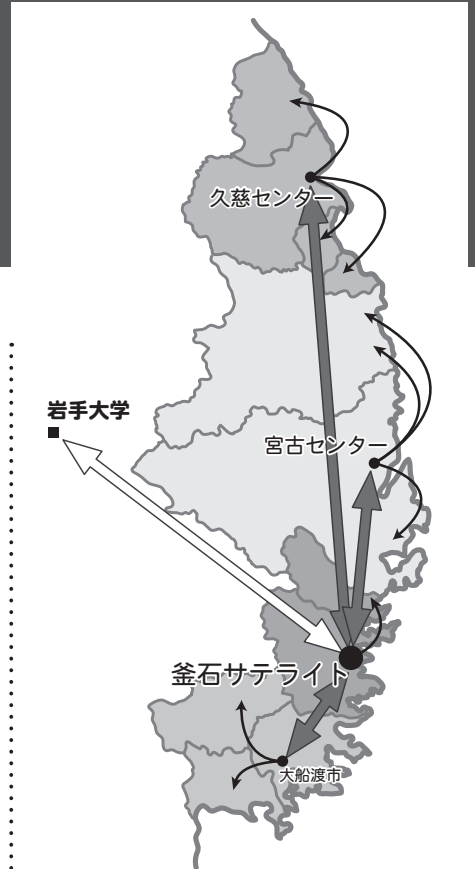 久慈センター
岩手大学
宮古センター
釜石サテライト
大船渡市